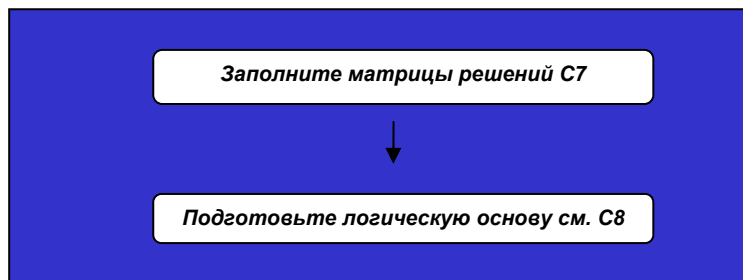 Заполните матрицы решений С7
Подготовьте логическую основу см. С8